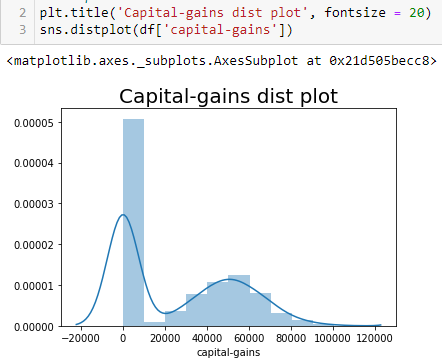 2 plt.title('Capital-gains dist plot', fontsize = 20)
3 sns.distplot(df['capital-gains'])
<matplotlib.axes._subplots.AxesSubplot at 0x21d505becc8>
Capital-gains dist plot
0.00005
0.00004
0.00003
0.00002
0.00001
0.00000
−20000 0 20000 40000 60000 80000 100000 120000
capital-gains